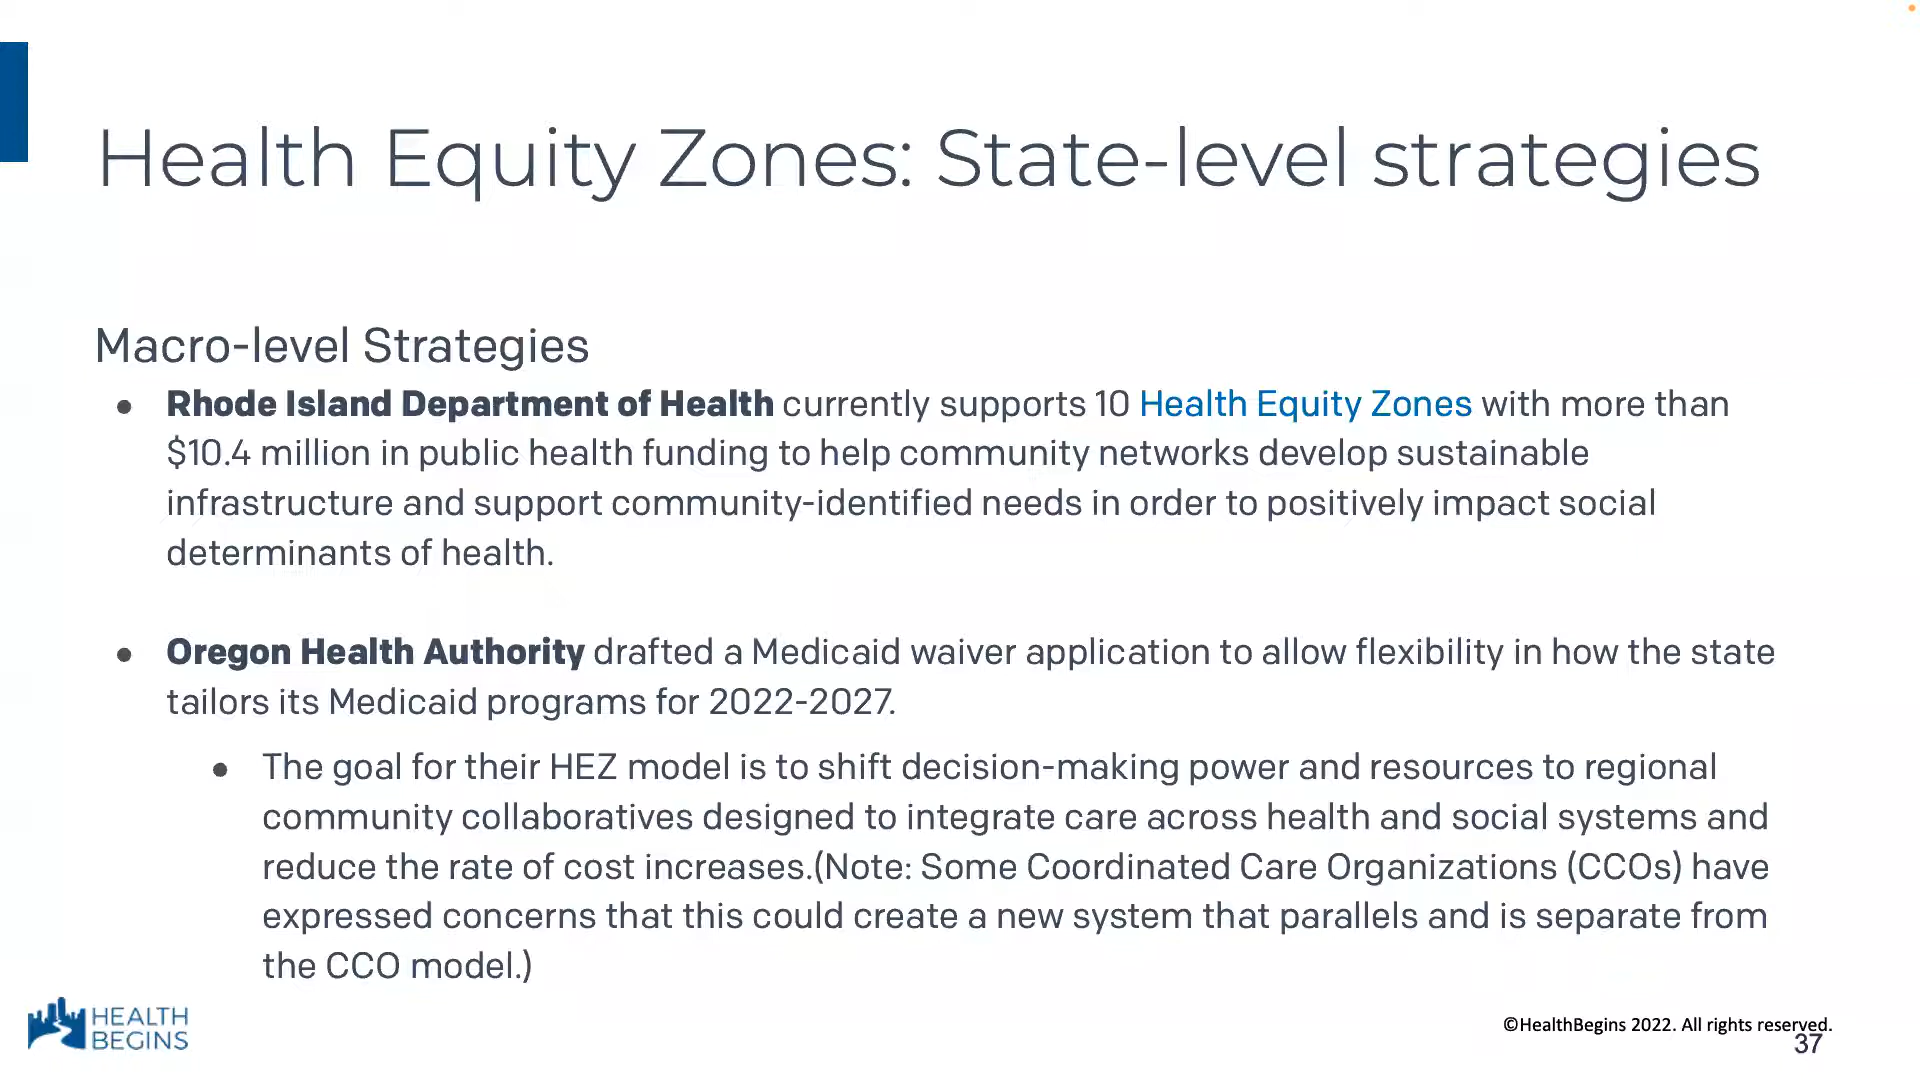 Health Equity Zones: State-level strategies
Macro-level Strategies
● Rhode Island Department of Health currently supports 10 Health Equity Zones with more than
$10.4 million in public health funding to help community networks develop sustainable
infrastructure and support community-identified needs in order to positively impact social
determinants of health.
● Oregon Health Authority drafted a Medicaid waiver application to allow flexibility in how the state
tailors its Medicaid programs for 2022-2027.
● The goal for their HEZ model is to shift decision-making power and resources to regional
community collaboratives designed to integrate care across health and social systems and
reduce the rate of cost increases.(Note: Some Coordinated Care Organizations (CCOs) have
expressed concerns that this could create a new system that parallels and is separate from
the CCO model.)
HEALTH
BEGINS
©HealthBegins 2022. All rights reserved.
37